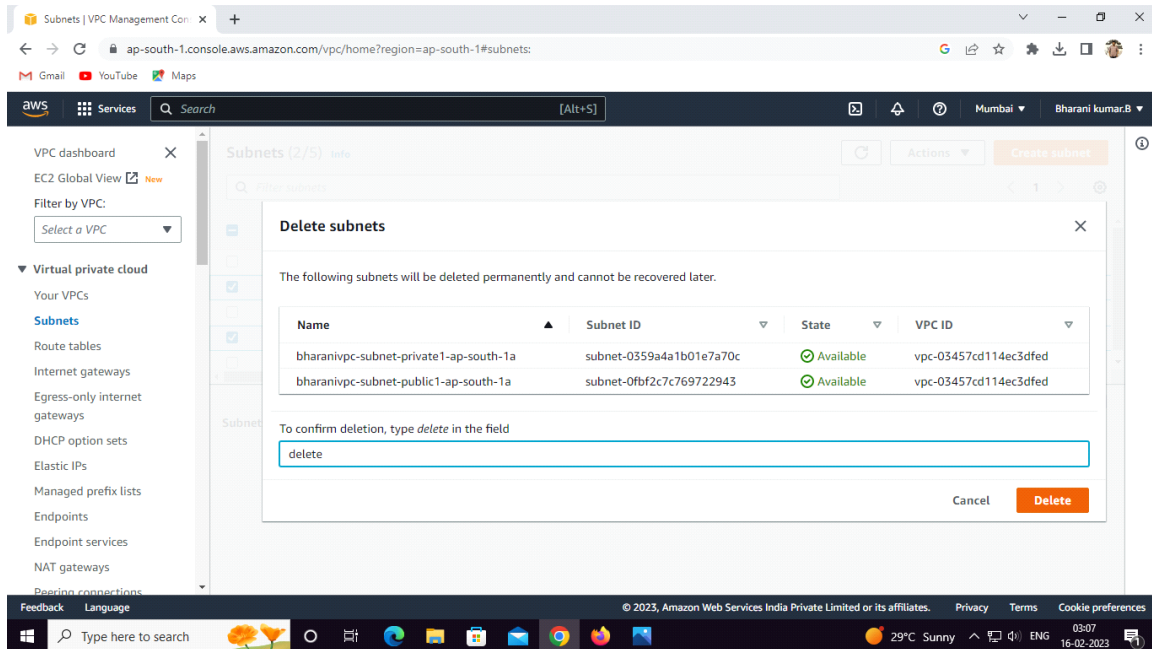 Subnets | VPC Management Con
ap-south-1.console.aws.amazon.com/vpc/home?region=ap-south-1#subnets:
Gmail YouTube Maps
aws Services Search [Alt+S] Mumbai Bharani kumar.B
VPC dashboard
EC2 Global View New
Filter by VPC:
Select a VPC
Virtual private cloud
Your VPCs
Subnets
Route tables
Internet gateways
Egress-only internet
gateways
DHCP option sets
Elastic IPs
Managed prefix lists
Endpoints
Endpoint services
NAT gateways
Peering connections
Subnets (2/5) Info Actions Create subnet
Filter subnets 1
Delete subnets
The following subnets will be deleted permanently and cannot be recovered later.
Name Subnet ID State VPC ID
bharanivpc-subnet-private1-ap-south-1a subnet-0359a4a1b01e7a70c Available vpc-03457cd114ec3dfed
bharanivpc-subnet-public1-ap-south-1a subnet-0fbf2c7c769722943 Available vpc-03457cd114ec3dfed
Subnet
To confirm deletion, type delete in the field
delete
Cancel Delete
Feedback Language © 2023, Amazon Web Services India Private Limited or its affiliates. Privacy Terms Cookie preferences
Type here to search 29°C Sunny ENG 03:07
16-02-2023 1